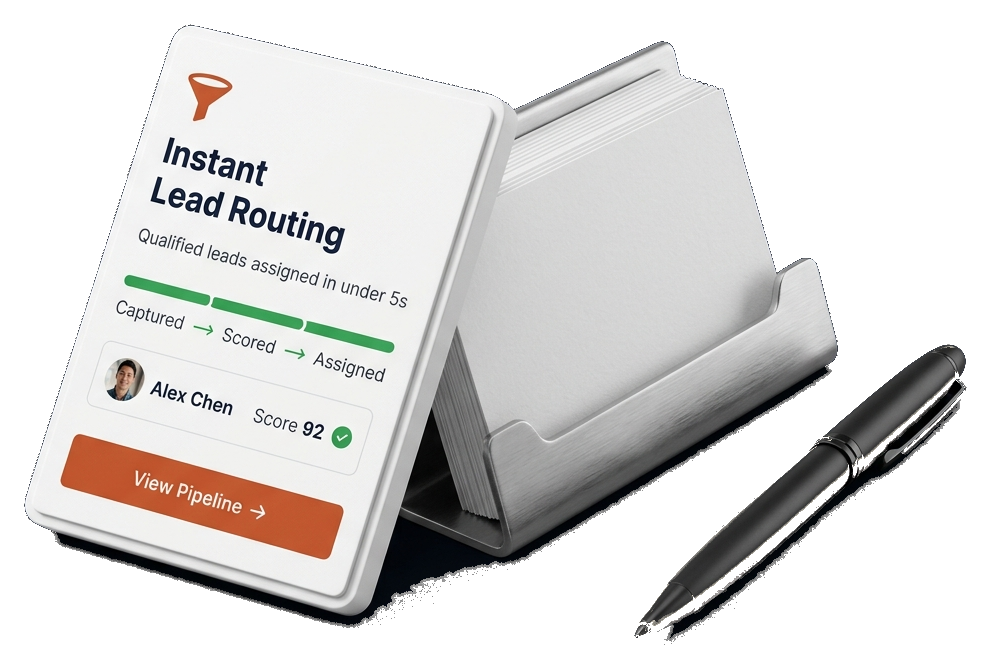 Instant
Lead Routing
Qualified leads assigned in under 5s
Captured → Scored → Assigned
Alex Chen Score 92
View Pipeline →